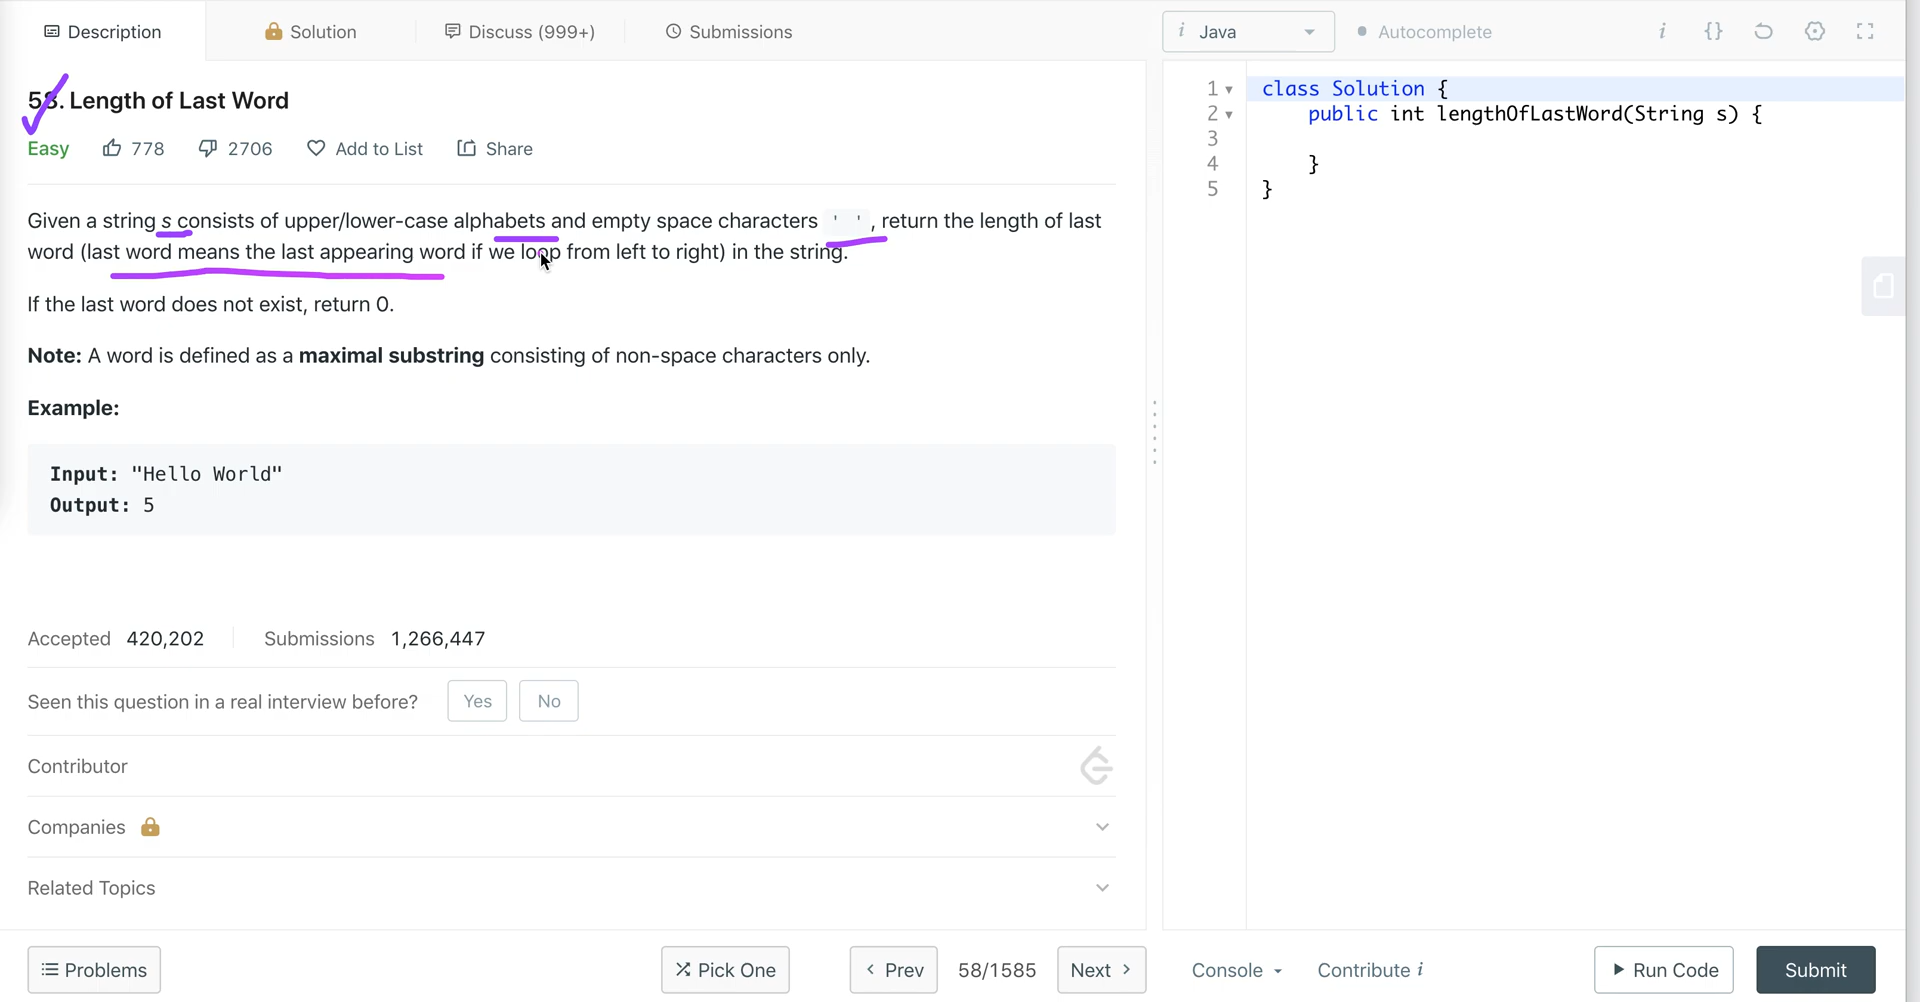 Description
Solution
Discuss (999+)
Submissions
i Java
Autocomplete
i {}
58. Length of Last Word
Easy 778 2706 Add to List Share
Given a string s consists of upper/lower-case alphabets and empty space characters ' ', return the length of last
word (last word means the last appearing word if we loop from left to right) in the string.
If the last word does not exist, return 0.
Note: A word is defined as a maximal substring consisting of non-space characters only.
Example:
Input: "Hello World"
Output: 5
Accepted 420,202 Submissions 1,266,447
Seen this question in a real interview before? Yes No
Contributor
Companies
Related Topics
1 class Solution {
2 public int lengthOfLastWord(String s) {
3
4 }
5 }
Problems
Pick One
Prev
58/1585
Next
Console
Contribute i
Run Code
Submit